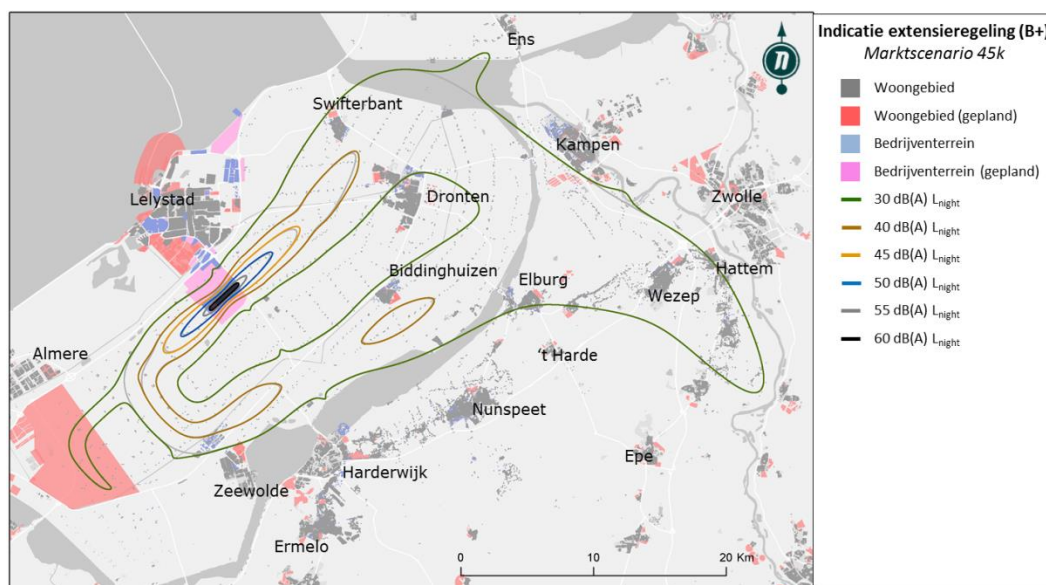 Ens
Swifterbant
Kampen
Lelystad
Dronten
Zwolle
Biddinghuizen
Elburg
Hattem
Wezep
Almere
't Harde
Nunspeet
Epe
Harderwijk
Zeewolde
Ermelo
0 10 20 Km
Indicatie extensieregeling (B+)
Marktscenario 45k
Woongebied
Woongebied (gepland)
Bedrijventerrein
Bedrijventerrein (gepland)
30 dB(A) Lnight
40 dB(A) Lnight
45 dB(A) Lnight
50 dB(A) Lnight
55 dB(A) Lnight
60 dB(A) Lnight